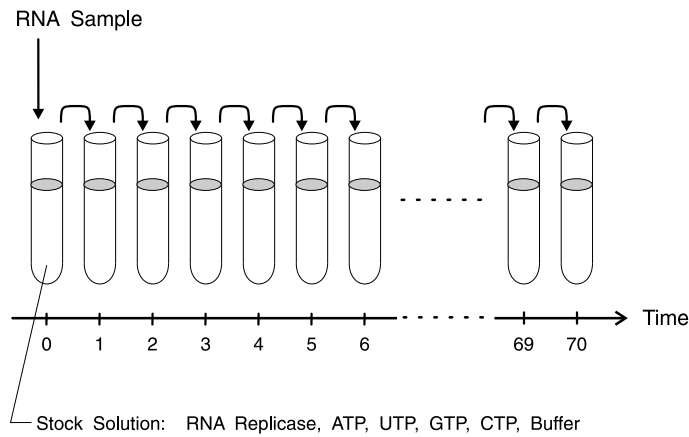 RNA Sample
0 1 2 3 4 5 6 69 70
Time
Stock Solution: RNA Replicase, ATP, UTP, GTP, CTP, Buffer